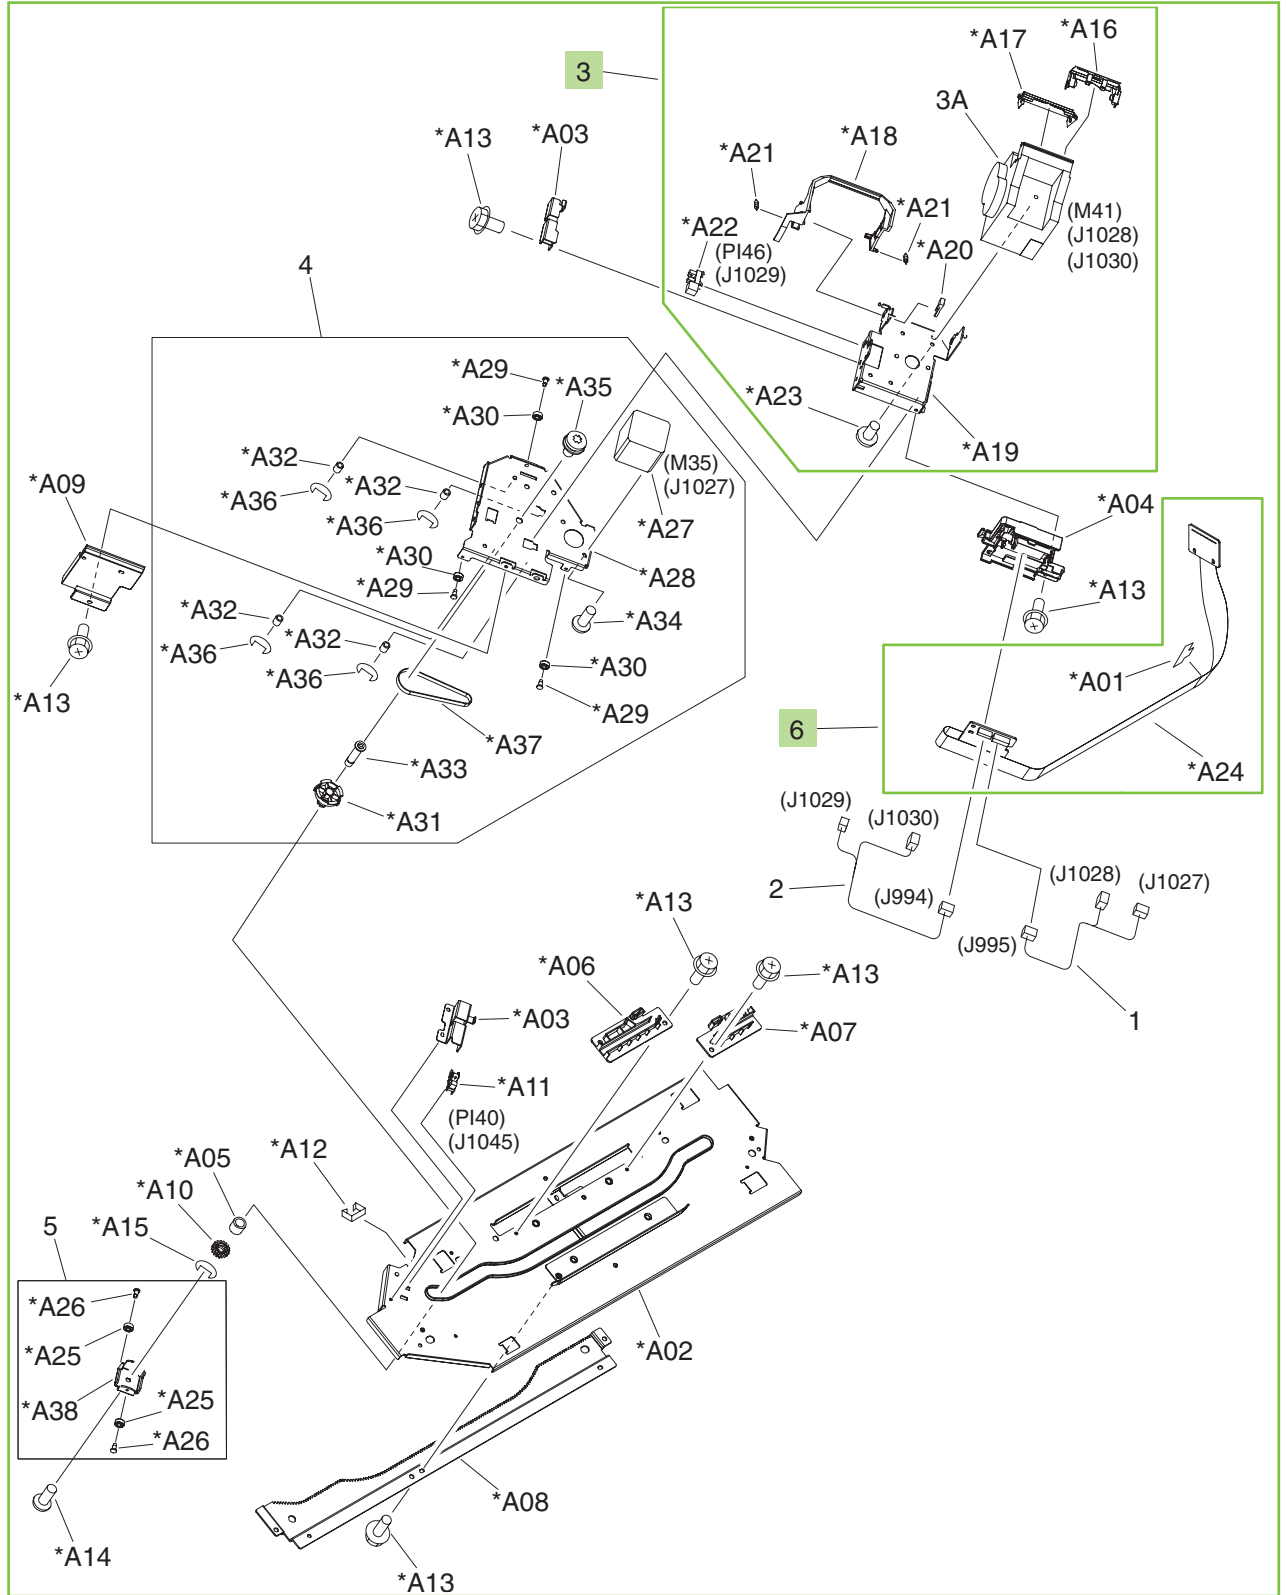 *A16
*A17
3
3A
*A03
*A13
*A18
*A21
*A21
*A22
(PI46)
(J1029)
*A20
(M41)
(J1028)
(J1030)
4
*A29
*A35
*A30
*A23
*A19
*A32
*A09
*A32
(M35)
(J1027)
*A36
*A36
*A27
*A04
*A30
*A28
*A29
*A13
*A32
*A32
*A34
*A36
*A36
*A30
*A01
*A13
*A29
6
*A37
*A33
*A24
*A31
(J1029)
(J1030)
2
(J1028)
(J1027)
*A13
(J994)
(J995)
*A06
*A13
*A03
*A07
1
*A11
(PI40)
(J1045)
*A12
*A05
*A10
*A15
5
*A26
*A25
*A02
*A38
*A25
*A26
*A08
*A14
*A13